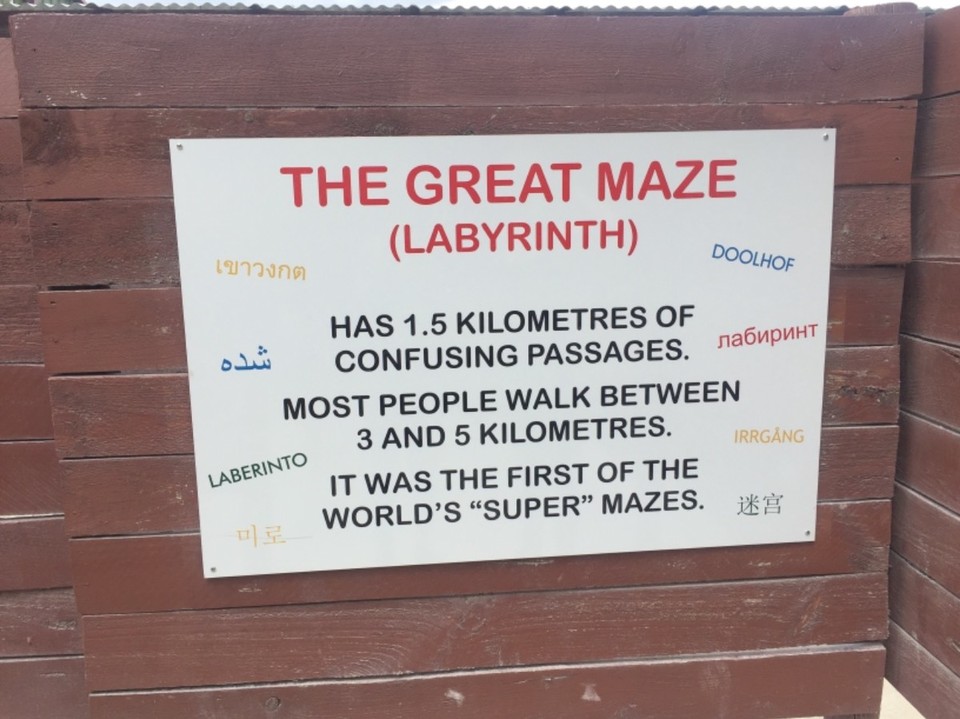 THE GREAT MAZE
(LABYRINTH)
เขาวงกต
DOOLHOF
HAS 1.5 KILOMETRES OF
CONFUSING PASSAGES.
лабиринт
شده
MOST PEOPLE WALK BETWEEN
3 AND 5 KILOMETRES.
IRRGÅNG
LABERINTO
IT WAS THE FIRST OF THE
WORLD'S “SUPER” MAZES.
迷宫
미로